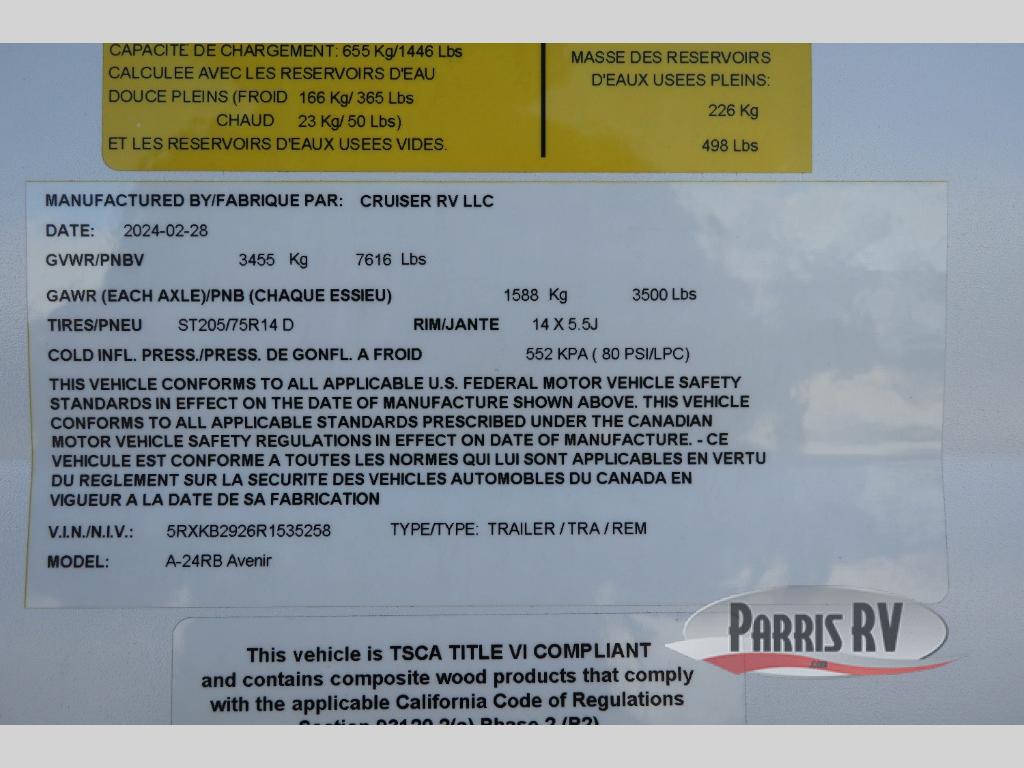 CAPACITE DE CHARGEMENT: 655 Kg/1446 Lbs
CALCULEE AVEC LES RESERVOIRS D'EAU
DOUCE PLEINS (FROID 166 Kg/ 365 Lbs
CHAUD 23 Kg/ 50 Lbs)
ET LES RESERVOIRS D'EAUX USEES VIDES.
MASSE DES RESERVOIRS
D'EAUX USEES PLEINS:
226 Kg
498 Lbs
MANUFACTURED BY/FABRIQUE PAR: CRUISER RV LLC
DATE: 2024-02-28
GVWR/PNBV 3455 Kg 7616 Lbs
GAWR (EACH AXLE)/PNB (CHAQUE ESSIEU) 1588 Kg 3500 Lbs
TIRES/PNEU ST205/75R14 D RIM/JANTE 14 X 5.5J
COLD INFL. PRESS./PRESS. DE GONFL. A FROID 552 KPA ( 80 PSI/LPC)
THIS VEHICLE CONFORMS TO ALL APPLICABLE U.S. FEDERAL MOTOR VEHICLE SAFETY
STANDARDS IN EFFECT ON THE DATE OF MANUFACTURE SHOWN ABOVE. THIS VEHICLE
CONFORMS TO ALL APPLICABLE STANDARDS PRESCRIBED UNDER THE CANADIAN
MOTOR VEHICLE SAFETY REGULATIONS IN EFFECT ON DATE OF MANUFACTURE. - CE
VEHICULE EST CONFORME A TOUTES LES NORMES QUI LUI SONT APPLICABLES EN VERTU
DU REGLEMENT SUR LA SECURITE DES VEHICLES AUTOMOBLES DU CANADA EN
VIGUEUR A LA DATE DE SA FABRICATION
V.I.N./N.I.V.: 5RXKB2926R1535258 TYPE/TYPE: TRAILER / TRA / REM
MODEL: A-24RB Avenir
PARRIS RV
.com
This vehicle is TSCA TITLE VI COMPLIANT
and contains composite wood products that comply
with the applicable California Code of Regulations
Section 93120.2(a) Phase 2 (P2)